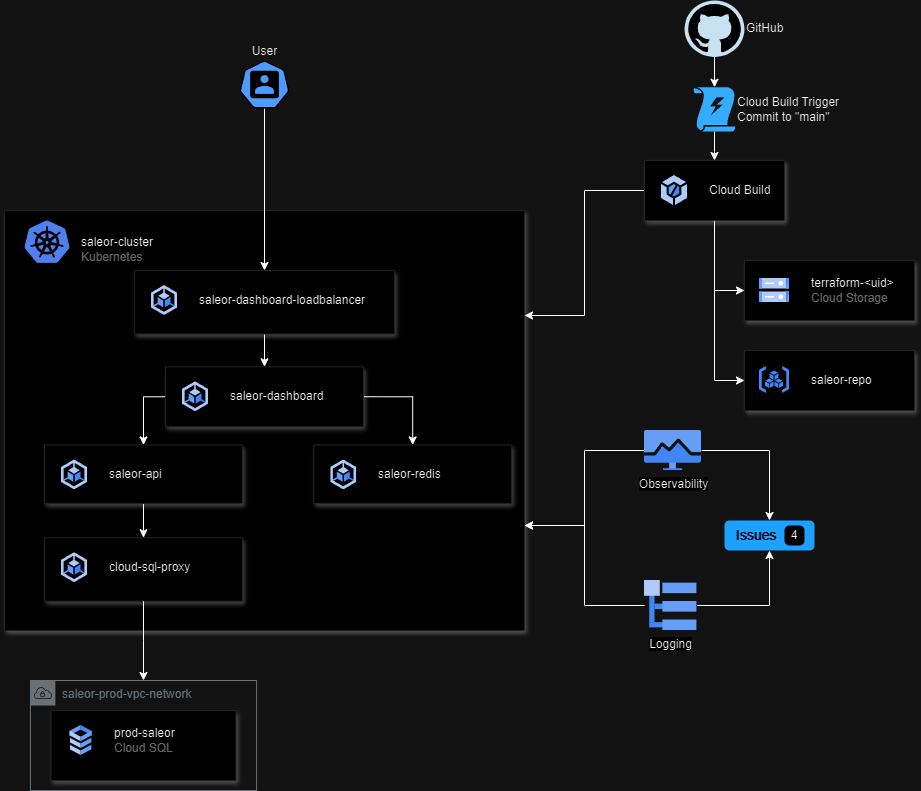 GitHub
User
Cloud Build Trigger
Commit to "main"
Cloud Build
saleor-cluster
Kubernetes
saleor-dashboard-loadbalancer
terraform-<uid>
Cloud Storage
saleor-dashboard
saleor-repo
saleor-api
saleor-redis
Observability
Issues 4
cloud-sql-proxy
Logging
saleor-prod-vpc-network
prod-saleor
Cloud SQL